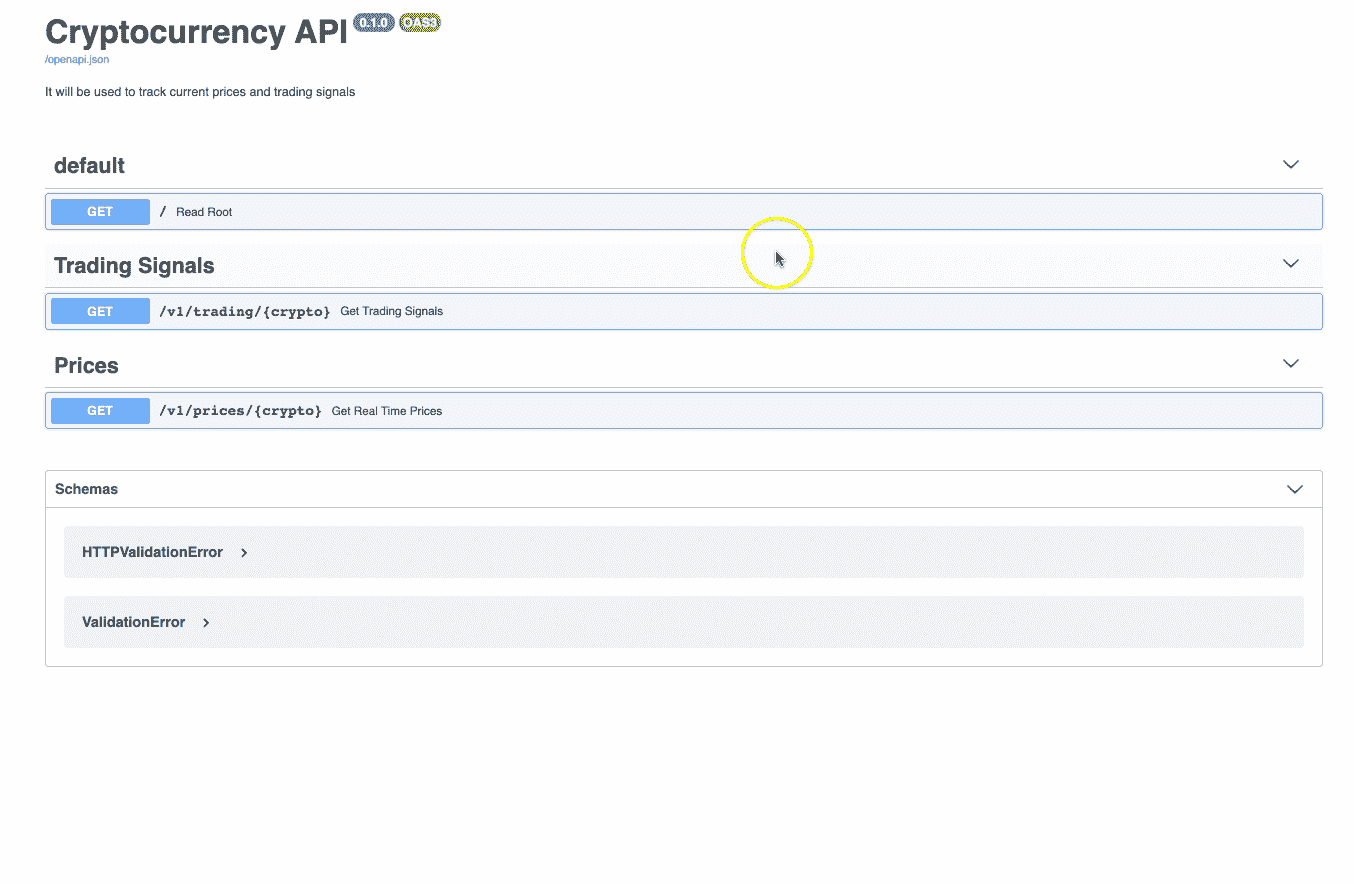 Cryptocurrency API 0.1.0 OAS3
/openapi.json
It will be used to track current prices and trading signals
default
GET / Read Root
Trading Signals
GET /v1/trading/{crypto} Get Trading Signals
Prices
GET /v1/prices/{crypto} Get Real Time Prices
Schemas
HTTPValidationError
ValidationError